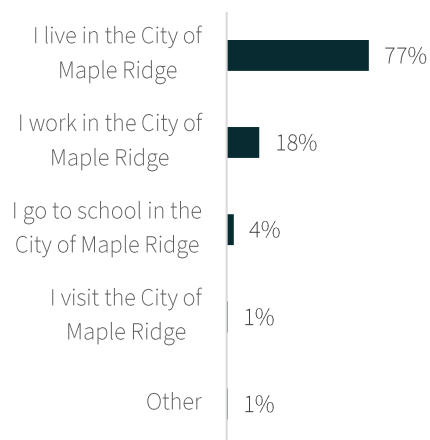 I live in the City of
Maple Ridge
77%
I work in the City of
Maple Ridge
18%
I go to school in the
City of Maple Ridge
4%
I visit the City of
Maple Ridge
1%
Other
1%